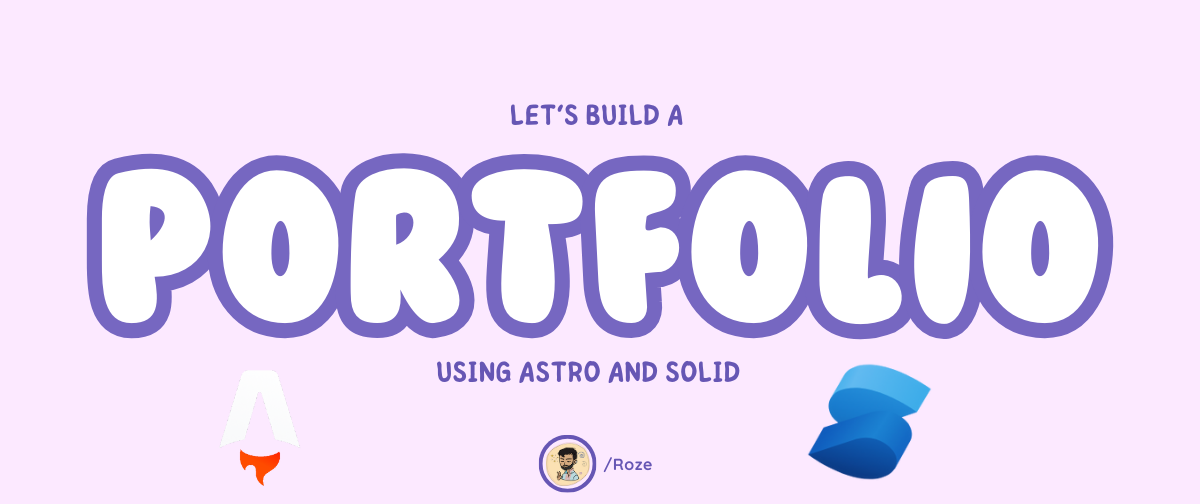 LET'S BUILD A
PORTFOLIO
USING ASTRO AND SOLID
/Roze